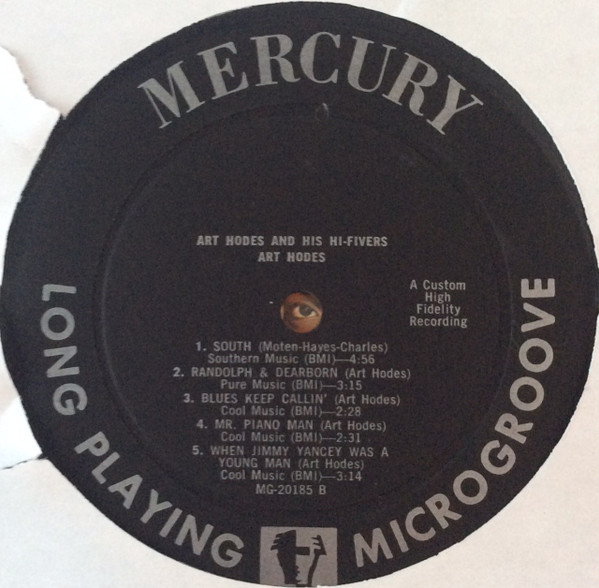 MERCURY
ART HODES AND HIS HI-FIVERS
ART HODES
A Custom
High
Fidelity
Recording
1. SOUTH (Moten-Hayes-Charles)
Southern Music (BMI)—4:56
2. RANDOLPH & DEARBORN (Art Hodes)
Pure Music (BMI)—3:15
3. BLUES KEEP CALLIN' (Art Hodes)
Cool Music (BMI)—2:28
4. MR. PIANO MAN (Art Hodes)
Cool Music (BMI)—2:31
5. WHEN JIMMY YANCEY WAS A
YOUNG MAN (Art Hodes)
Cool Music (BMI)—3:14
MG-20185 B
LONG PLAYING MICROGROOVE